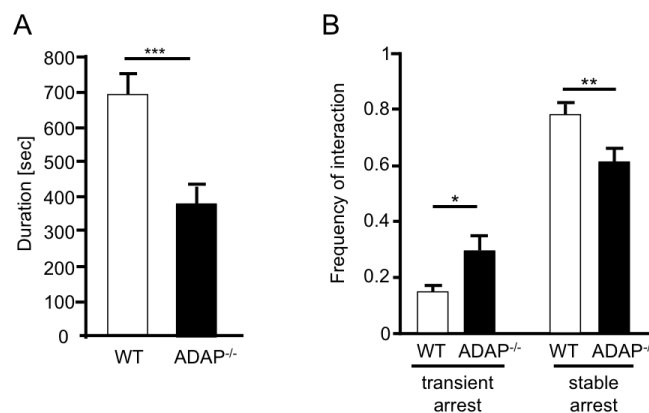 A
Duration [sec]
800
700
600
500
400
300
200
100
0
***
WT ADAP-/-
B
Frequency of interaction
1
0.8
0.6
0.4
0.2
0
*
**
WT ADAP-/- WT ADAP-/-
transient stable
arrest arrest